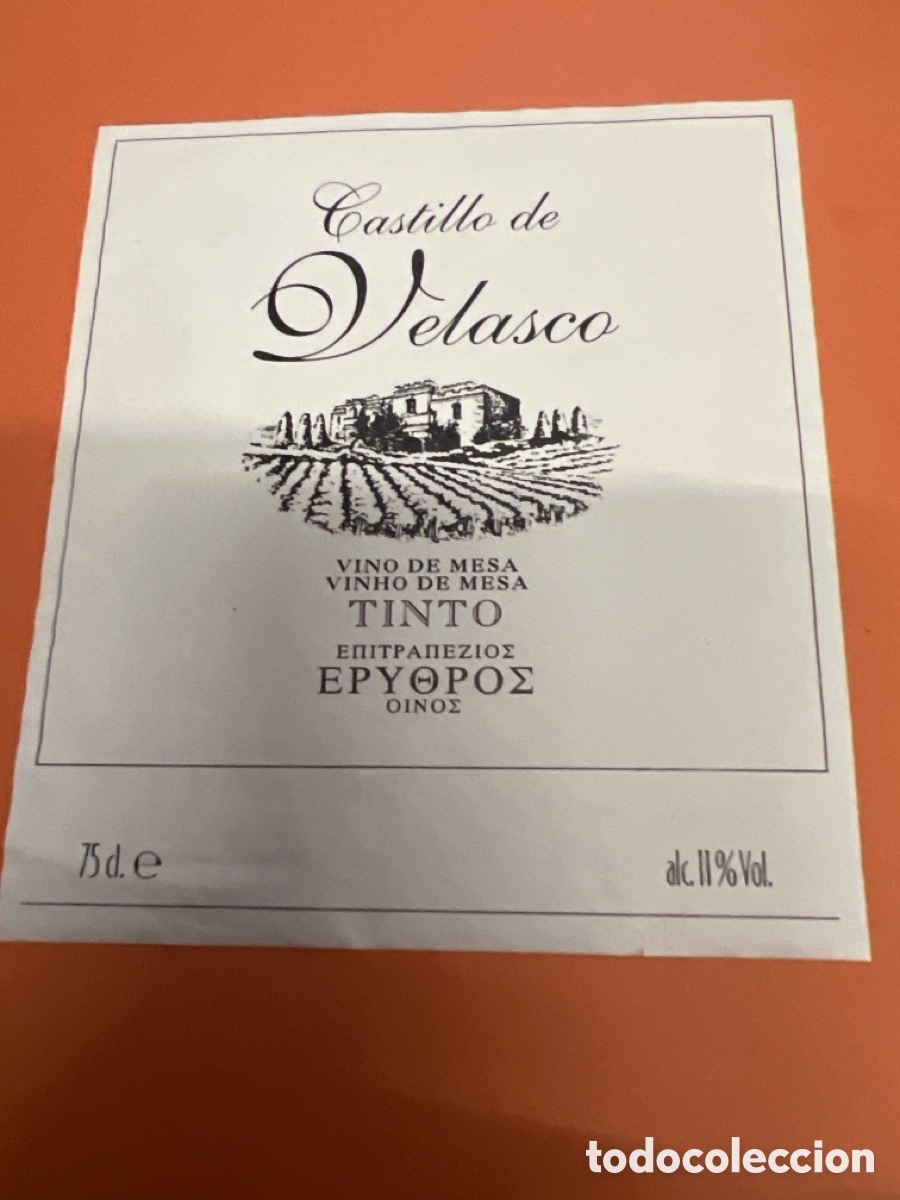 Castillo de
Velasco
VINO DE MESA
VINHO DE MESA
TINTO
ΕΠΙΤΡΑΠΕΖΙΟΣ
ΕΡΥΘΡΟΣ
ΟΙΝΟΣ
75 cl. e
alc. 11% Vol.
todocoleccion